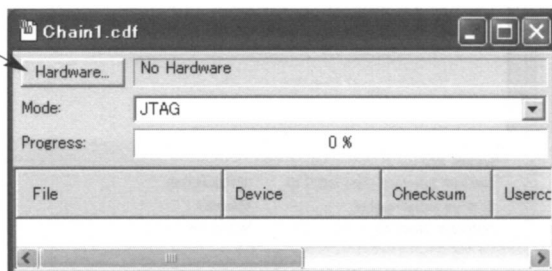 Chain1.cdf
Hardware... No Hardware
Mode: JTAG
Progress: 0 %
File Device Checksum Userco